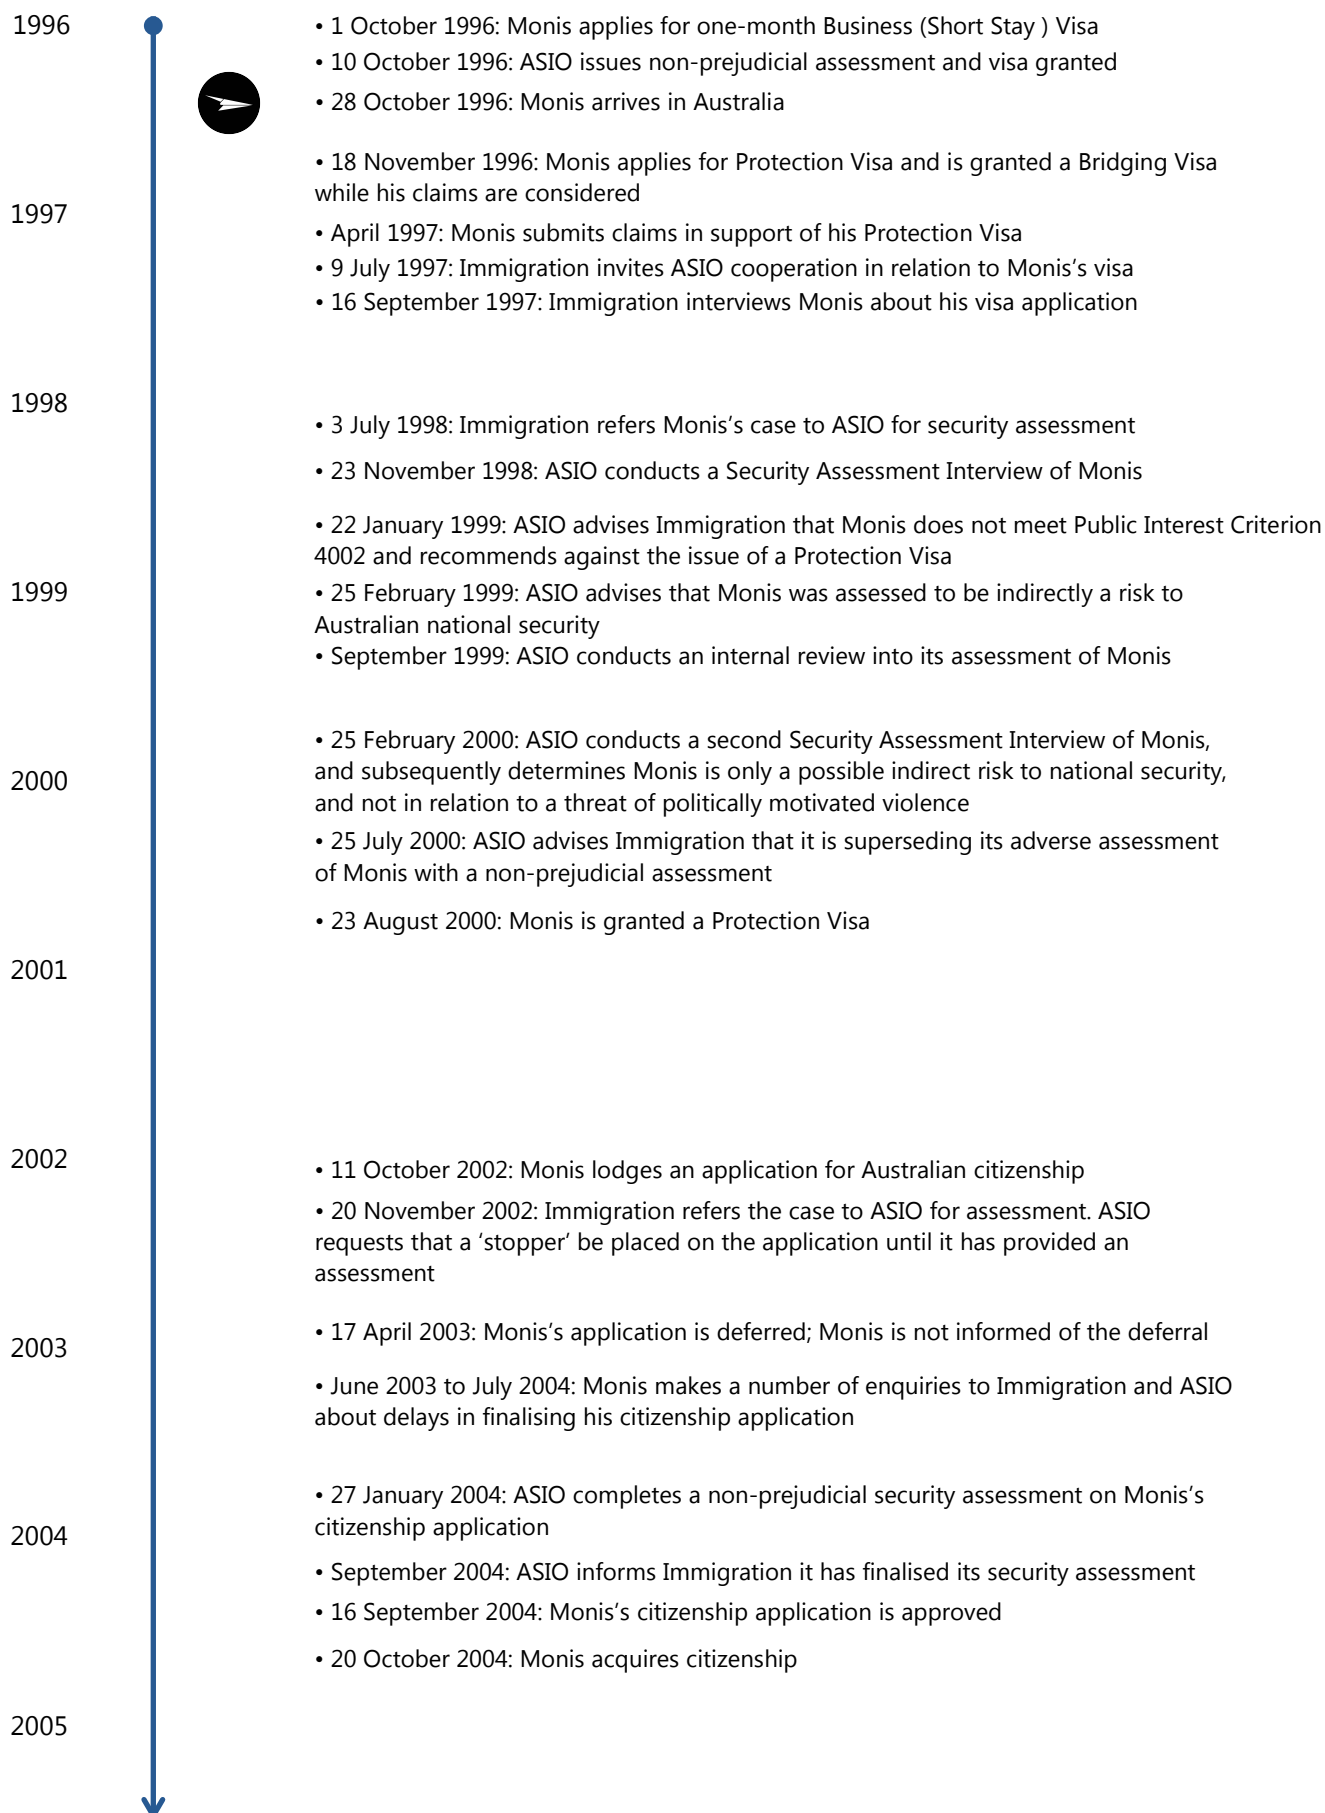 1996
• 1 October 1996: Monis applies for one-month Business (Short Stay ) Visa
• 10 October 1996: ASIO issues non-prejudicial assessment and visa granted
• 28 October 1996: Monis arrives in Australia
• 18 November 1996: Monis applies for Protection Visa and is granted a Bridging Visa
while his claims are considered
1997
• April 1997: Monis submits claims in support of his Protection Visa
• 9 July 1997: Immigration invites ASIO cooperation in relation to Monis's visa
• 16 September 1997: Immigration interviews Monis about his visa application
1998
• 3 July 1998: Immigration refers Monis's case to ASIO for security assessment
• 23 November 1998: ASIO conducts a Security Assessment Interview of Monis
• 22 January 1999: ASIO advises Immigration that Monis does not meet Public Interest Criterion
4002 and recommends against the issue of a Protection Visa
1999
• 25 February 1999: ASIO advises that Monis was assessed to be indirectly a risk to
Australian national security
• September 1999: ASIO conducts an internal review into its assessment of Monis
• 25 February 2000: ASIO conducts a second Security Assessment Interview of Monis,
and subsequently determines Monis is only a possible indirect risk to national security,
2000
and not in relation to a threat of politically motivated violence
• 25 July 2000: ASIO advises Immigration that it is superseding its adverse assessment
of Monis with a non-prejudicial assessment
• 23 August 2000: Monis is granted a Protection Visa
2001
2002
• 11 October 2002: Monis lodges an application for Australian citizenship
• 20 November 2002: Immigration refers the case to ASIO for assessment. ASIO
requests that a 'stopper' be placed on the application until it has provided an
assessment
• 17 April 2003: Monis's application is deferred; Monis is not informed of the deferral
2003
• June 2003 to July 2004: Monis makes a number of enquiries to Immigration and ASIO
about delays in finalising his citizenship application
• 27 January 2004: ASIO completes a non-prejudicial security assessment on Monis's
citizenship application
2004
• September 2004: ASIO informs Immigration it has finalised its security assessment
• 16 September 2004: Monis's citizenship application is approved
• 20 October 2004: Monis acquires citizenship
2005